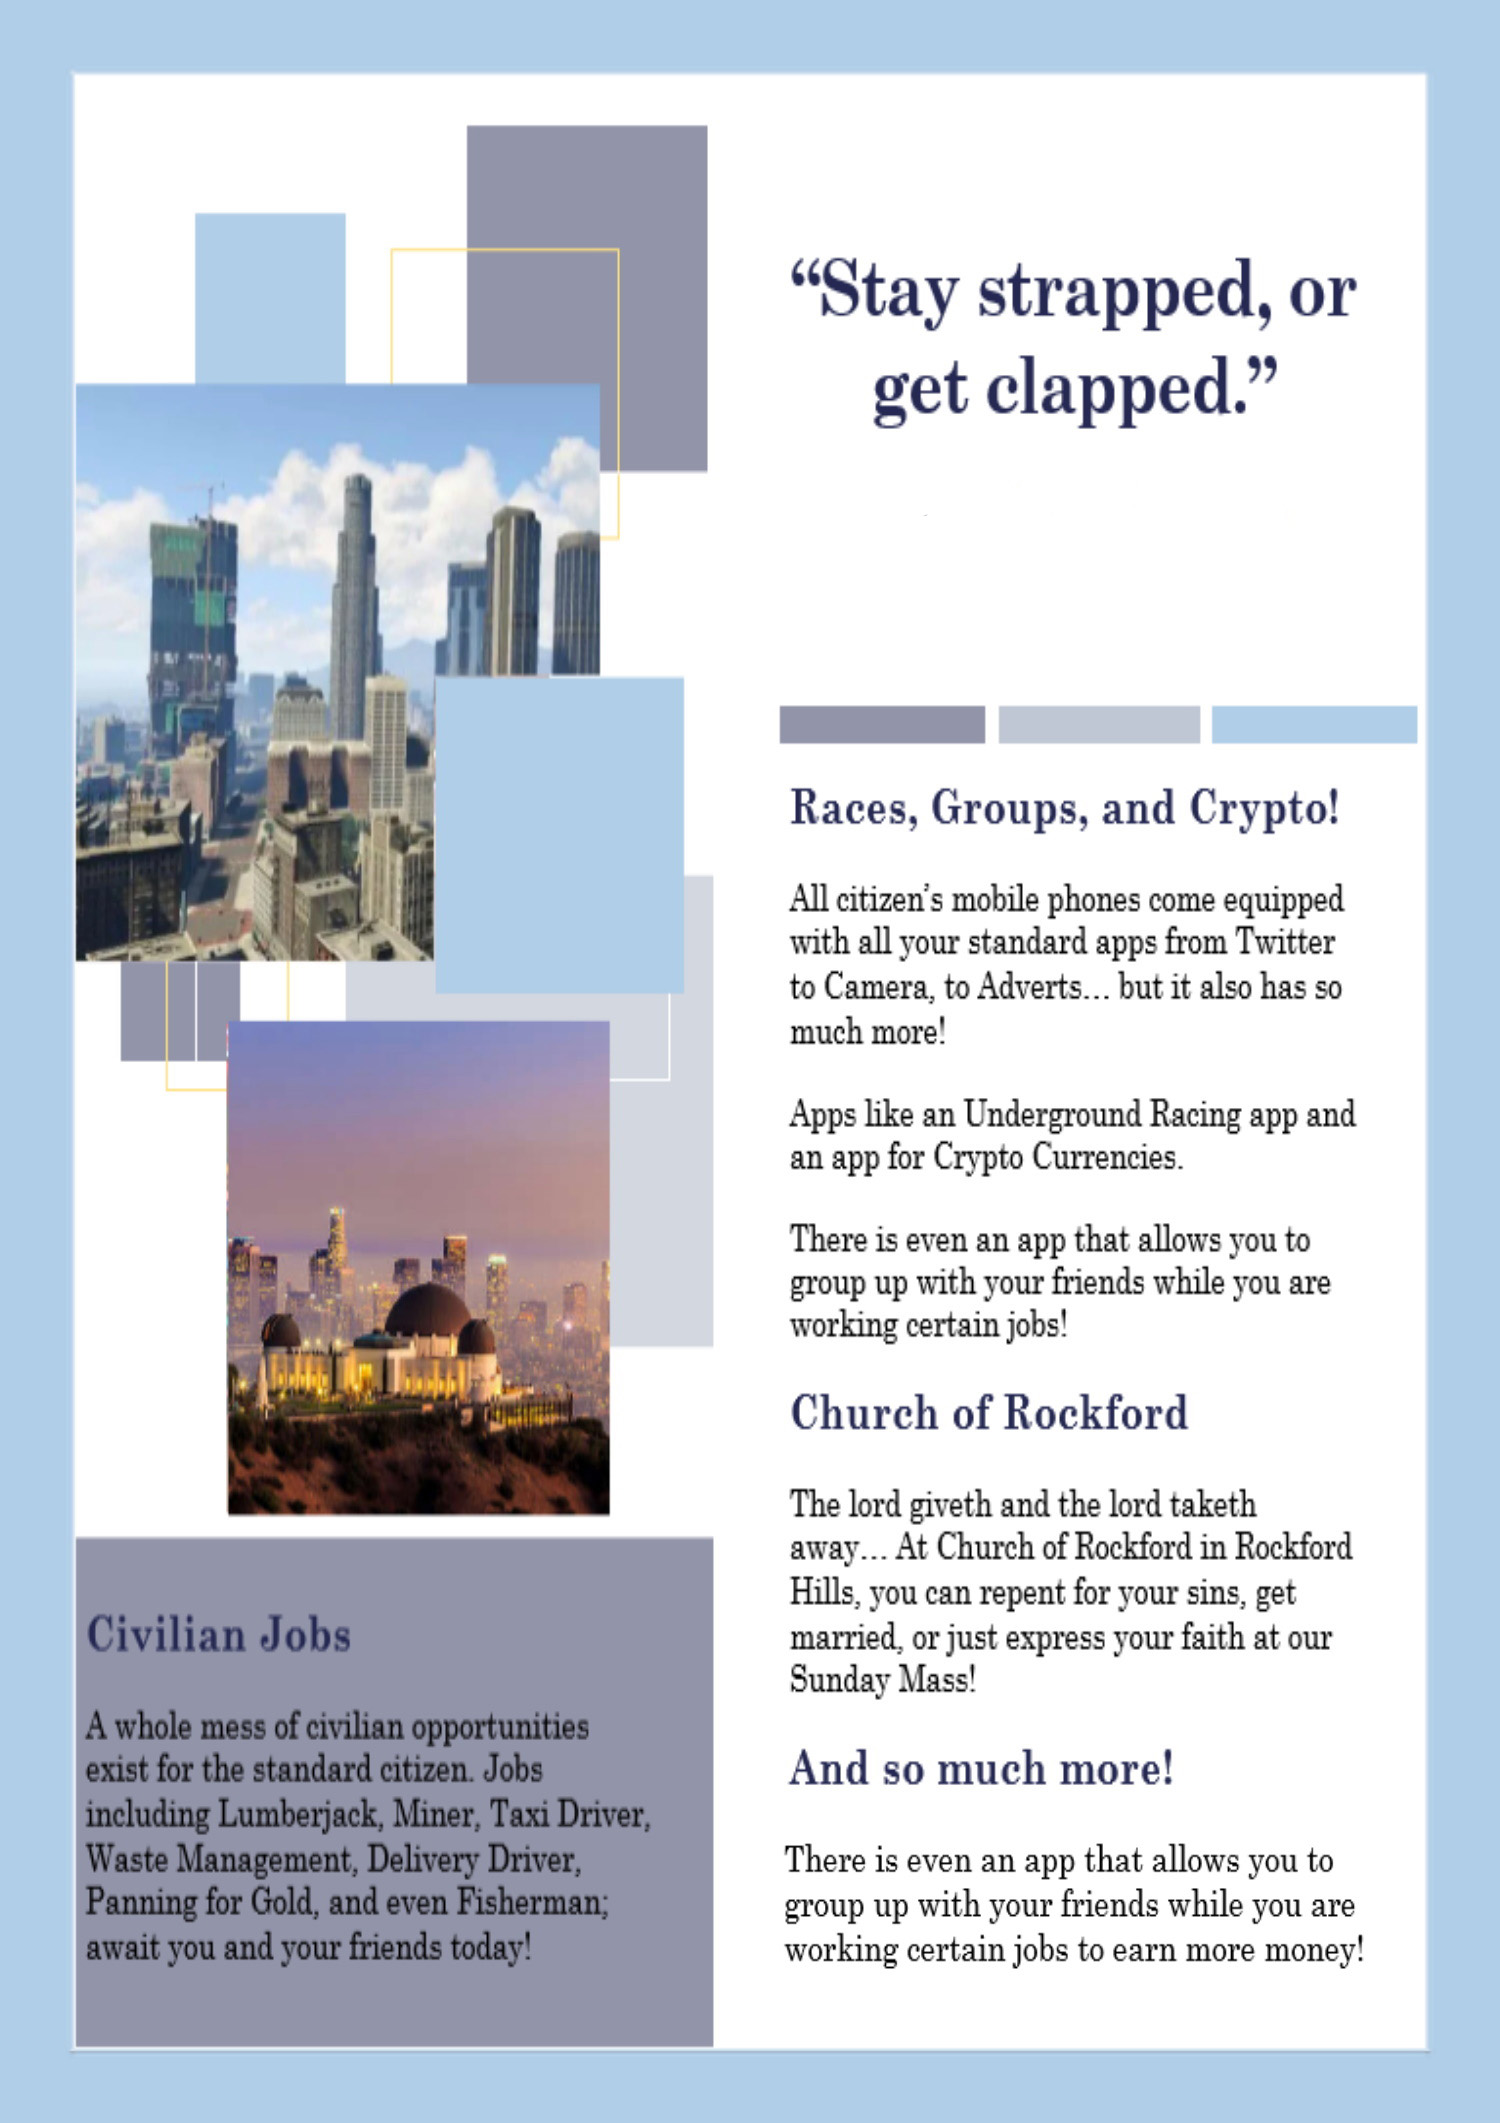 “Stay strapped, or
get clapped.”
Races, Groups, and Crypto!
All citizen’s mobile phones come equipped
with all your standard apps from Twitter
to Camera, to Adverts… but it also has so
much more!
Apps like an Underground Racing app and
an app for Crypto Currencies.
There is even an app that allows you to
group up with your friends while you are
working certain jobs!
Church of Rockford
The lord giveth and the lord taketh
away… At Church of Rockford in Rockford
Hills, you can repent for your sins, get
married, or just express your faith at our
Sunday Mass!
And so much more!
There is even an app that allows you to
group up with your friends while you are
working certain jobs to earn more money!
Civilian Jobs
A whole mess of civilian opportunities
exist for the standard citizen. Jobs
including Lumberjack, Miner, Taxi Driver,
Waste Management, Delivery Driver,
Panning for Gold, and even Fisherman;
await you and your friends today!